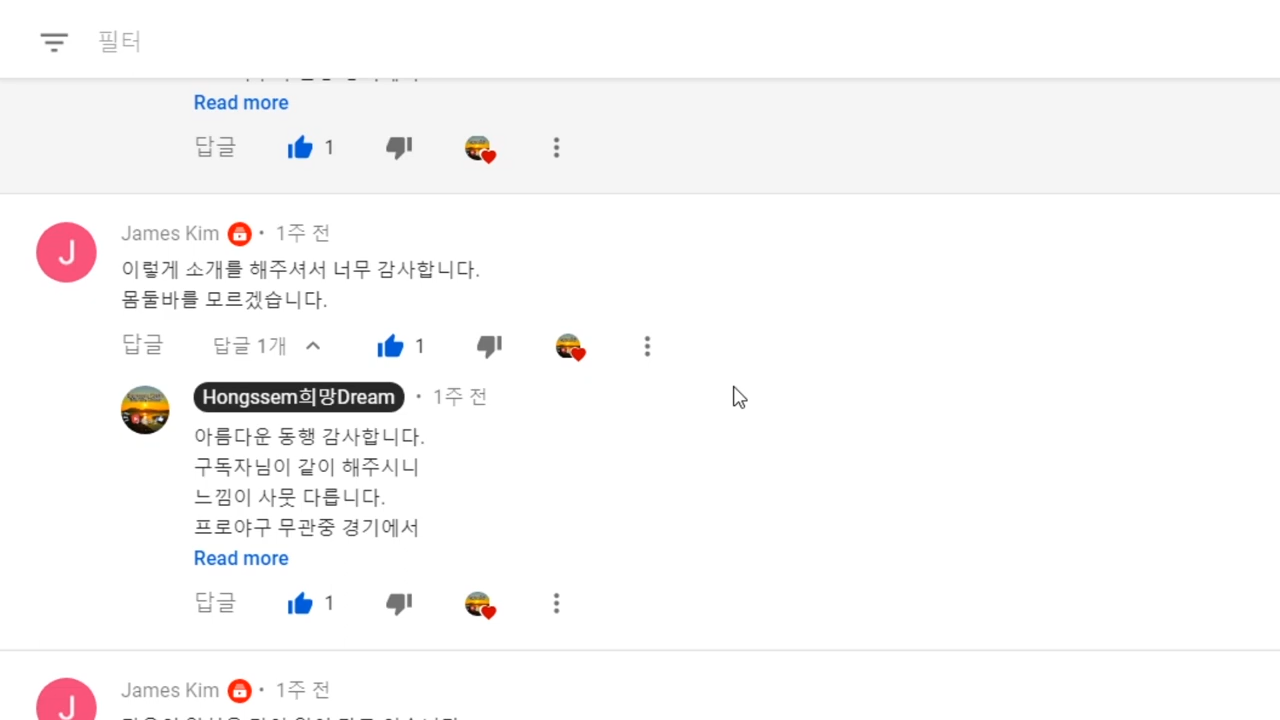 필터
Read more
답글 1
James Kim • 1주 전
이렇게 소개를 해주셔서 너무 감사합니다.
몸둘바를 모르겠습니다.
답글 답글 1개 1
Hongssem희망Dream • 1주 전
아름다운 동행 감사합니다.
구독자님이 같이 해주시니
느낌이 사뭇 다릅니다.
프로야구 무관중 경기에서
Read more
답글 1
James Kim • 1주 전